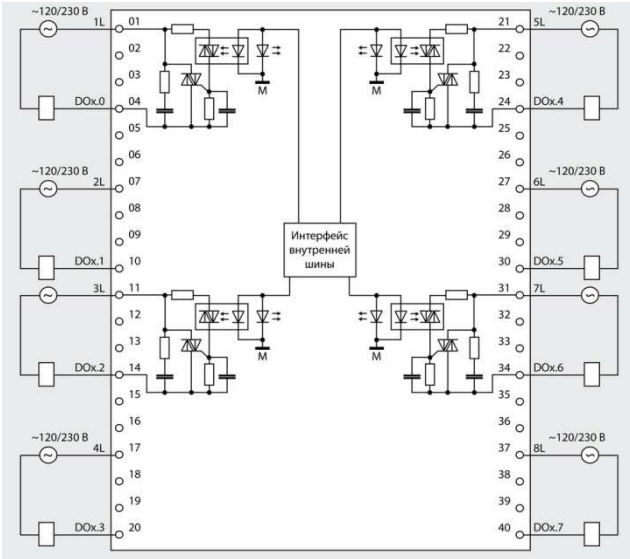 ~120/230 В
1L 01
02
03
DOx.0 04
05
06
~120/230 В
2L 07
08
09
DOx.1 10
3L 11
12
13
DOx.2 14
15
16
~120/230 В
4L 17
18
19
DOx.3 20
M
M
Интерфейс
внутренней
шины
M
M
~120/230 В
21 5L
22
23
24 DOx.4
25
26
~120/230 В
27 6L
28
29
30 DOx.5
31 7L
32
33
34 DOx.6
35
36
~120/230 В
37 8L
38
39
40 DOx.7